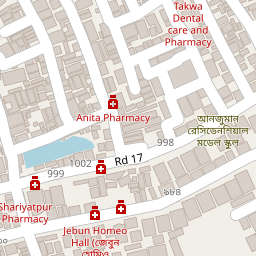 Takwa
Dental
care and
Pharmacy
Anita Pharmacy
আনজুমান
রেসিডেনশিয়াল
মডেল স্কুল
998
Rd 17
1002
999
Shariyatpur
Pharmacy
Jebun Homeo
Hall (জেবুন